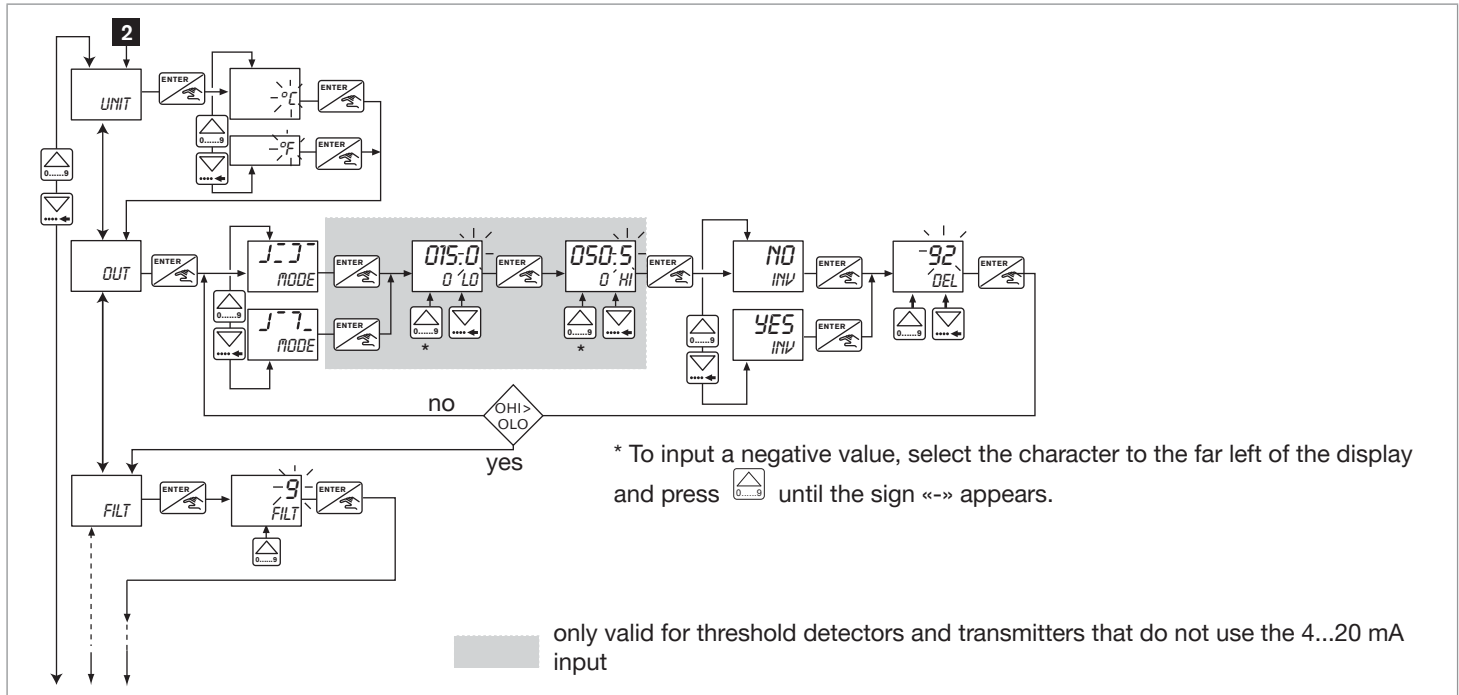 2
UNIT
ENTER
-°C
ENTER
0......9
....
-°F
ENTER
0......9
....
OUT
ENTER
MODE
ENTER
015.0
0'LO
ENTER
050.5
0'HI
ENTER
NO
INV
ENTER
-92
DEL
ENTER
0......9
....
MODE
ENTER
0......9
....
*
0......9
....
*
0......9
....
YES
INV
ENTER
0......9
....
no
OHI>
OLO
yes
* To input a negative value, select the character to the far left of the display
and press 0......9 until the sign «-» appears.
FILT
ENTER
-9-
FILT
ENTER
0......9
only valid for threshold detectors and transmitters that do not use the 4...20 mA
input